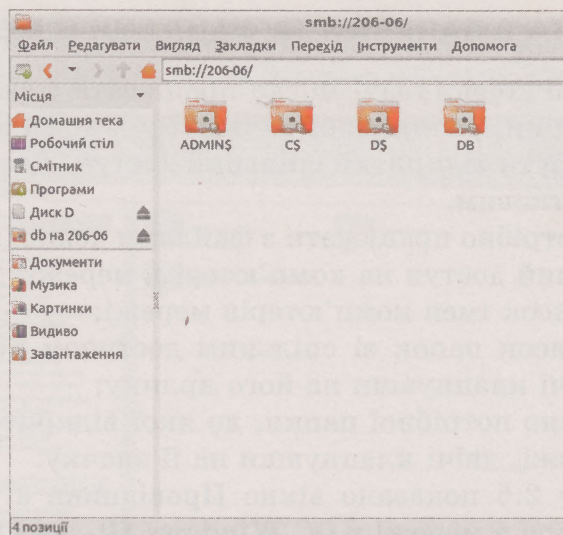 smb://206-06/
Файл Редагувати Вигляд Закладки Перехід Інструменти Допомога
smb://206-06/
Місця
Домашня тека
Робочий стіл
Смітник
Програми
Диск D
db на 206-06
Документи
Музика
Картинки
Видиво
Завантаження
ADMIN$ C$ D$ DB
4 позиції